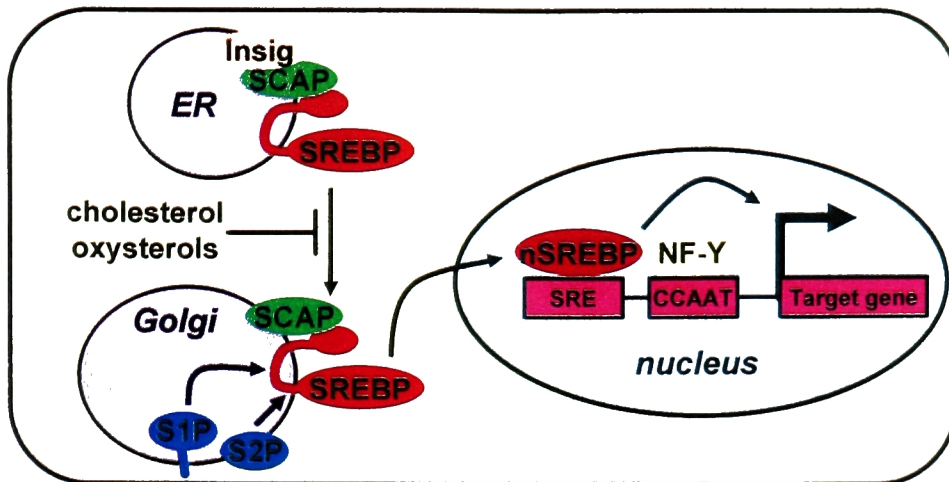 Insig
SCAP
ER
SREBP
cholesterol
oxysterols
nSREBP
NF-Y
SRE
CCAAT
Target gene
Golgi
SCAP
nucleus
SREBP
S1P
S2P